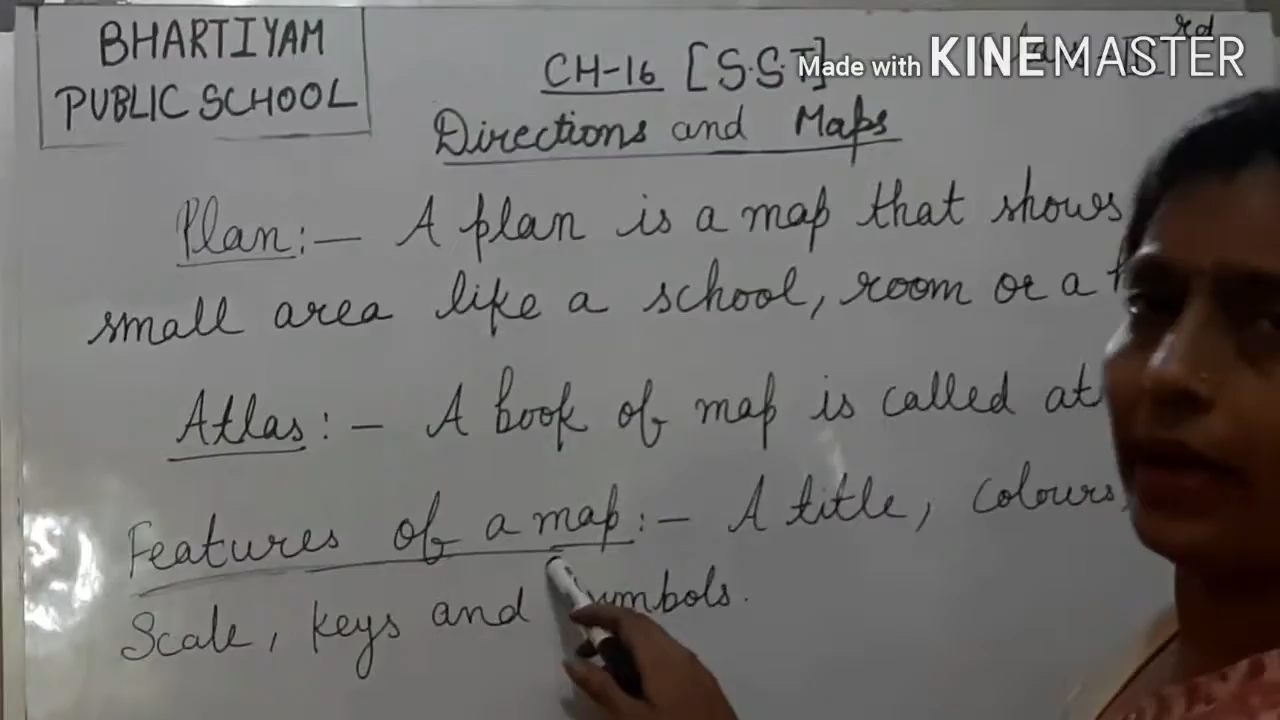 BHARTIYAM
PUBLIC SCHOOL
CH-16 [S.S.T]
rd
Made with KINEMASTER
Directions and Maps
Plan:- A plan is a map that shows
small area like a school, room or a
Atlas:- A book of map is called at
Features of a map:- A title, colours,
Scale, keys and symbols.